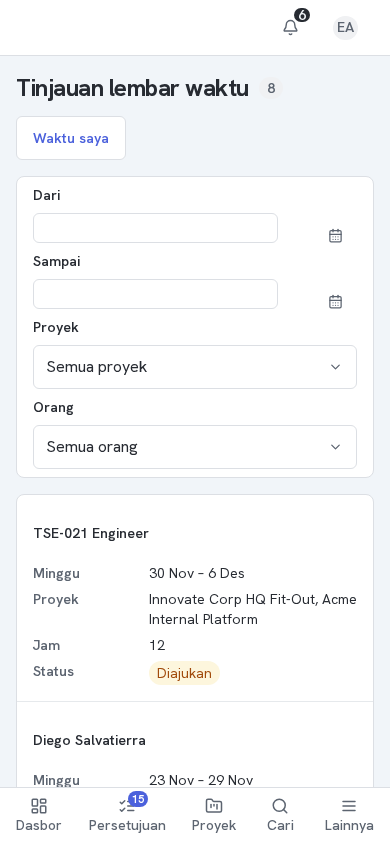 6
EA
Tinjauan lembar waktu 8
Waktu saya
Dari
Sampai
Proyek
Semua proyek
Orang
Semua orang
TSE-021 Engineer
Minggu 30 Nov – 6 Des
Proyek Innovate Corp HQ Fit-Out, Acme
Internal Platform
Jam 12
Status Diajukan
Diego Salvatierra
Minggu 23 Nov – 29 Nov
15
Dasbor Persetujuan Proyek Cari Lainnya